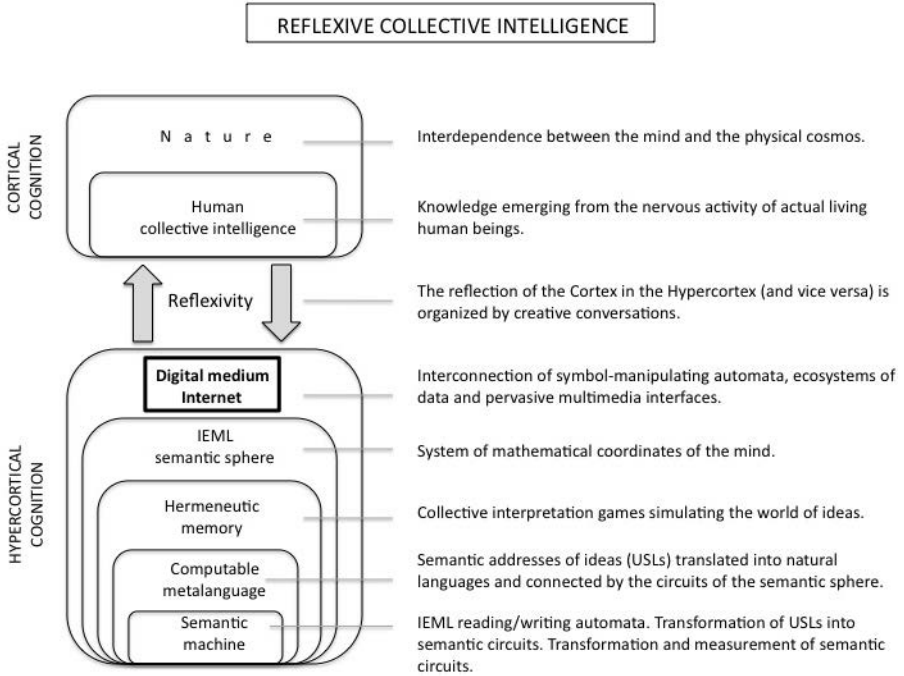 REFLEXIVE COLLECTIVE INTELLIGENCE
CORTICAL
COGNITION
N a t u r e
Interdependence between the mind and the physical cosmos.
Human
collective intelligence
Knowledge emerging from the nervous activity of actual living
human beings.
Reflexivity
The reflection of the Cortex in the Hypercortex (and vice versa) is
organized by creative conversations.
HYPERCORTICAL
COGNITION
Digital medium
Internet
Interconnection of symbol-manipulating automata, ecosystems of
data and pervasive multimedia interfaces.
IEML
semantic sphere
System of mathematical coordinates of the mind.
Hermeneutic
memory
Collective interpretation games simulating the world of ideas.
Computable
metalanguage
Semantic addresses of ideas (USLs) translated into natural
languages and connected by the circuits of the semantic sphere.
Semantic
machine
IEML reading/writing automata. Transformation of USLs into
semantic circuits. Transformation and measurement of semantic
circuits.